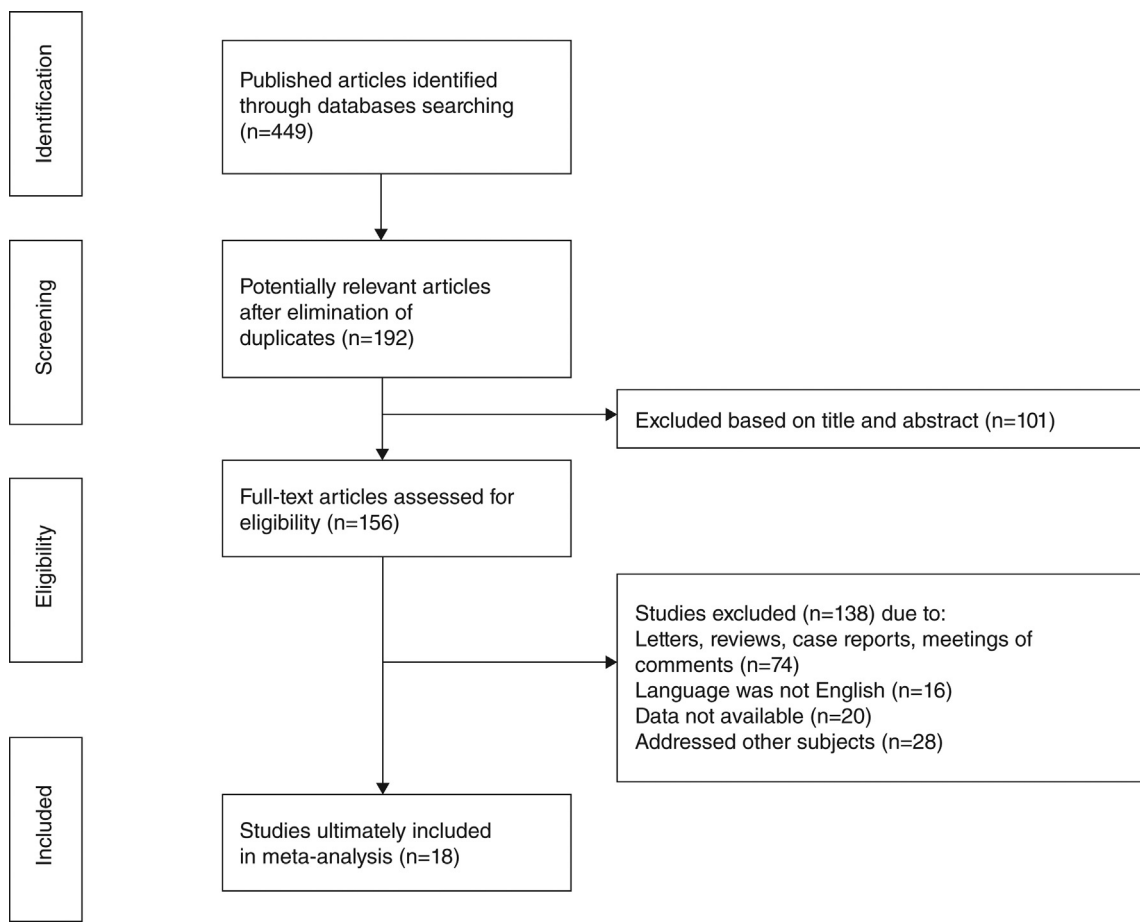 Identification
Published articles identified
through databases searching
(n=449)
Screening
Potentially relevant articles
after elimination of
duplicates (n=192)
Excluded based on title and abstract (n=101)
Eligibility
Full-text articles assessed for
eligibility (n=156)
Studies excluded (n=138) due to:
Letters, reviews, case reports, meetings of
comments (n=74)
Language was not English (n=16)
Data not available (n=20)
Addressed other subjects (n=28)
Included
Studies ultimately included
in meta-analysis (n=18)